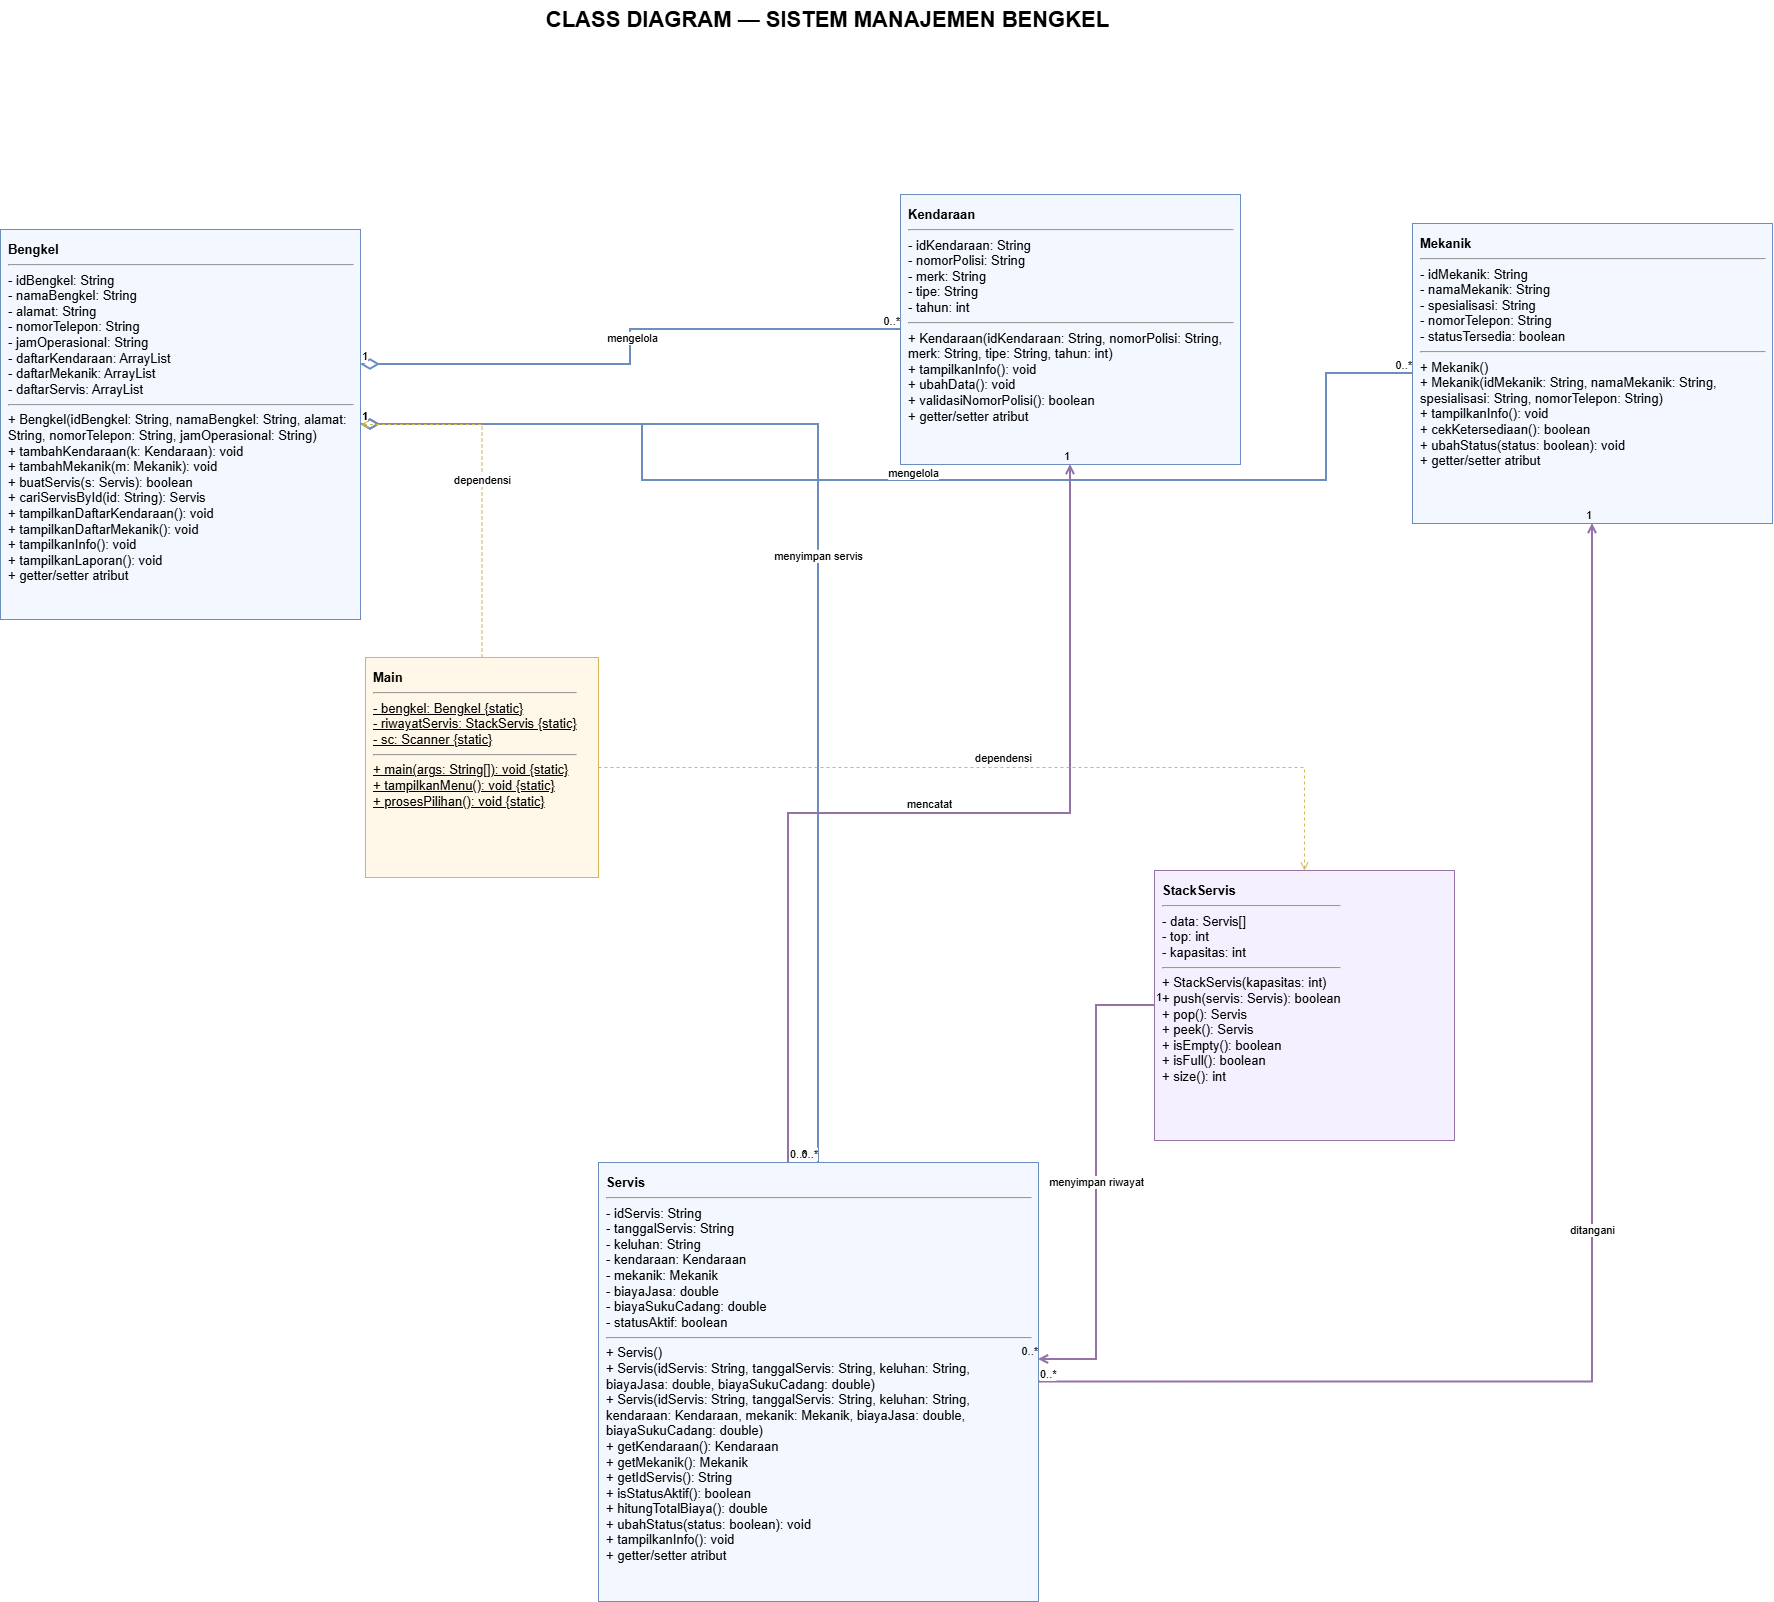 CLASS DIAGRAM — SISTEM MANAJEMEN BENGKEL
Bengkel
- idBengkel: String
- namaBengkel: String
- alamat: String
- nomorTelepon: String
- jamOperasional: String
- daftarKendaraan: ArrayList
- daftarMekanik: ArrayList
- daftarServis: ArrayList
+ Bengkel(idBengkel: String, namaBengkel: String, alamat:
String, nomorTelepon: String, jamOperasional: String)
+ tambahKendaraan(k: Kendaraan): void
+ tambahMekanik(m: Mekanik): void
+ buatServis(s: Servis): boolean
+ cariServisById(id: String): Servis
+ tampilkanDaftarKendaraan(): void
+ tampilkanDaftarMekanik(): void
+ tampilkanInfo(): void
+ tampilkanLaporan(): void
+ getter/setter atribut
1
1
mengelola
0..*
Kendaraan
- idKendaraan: String
- nomorPolisi: String
- merk: String
- tipe: String
- tahun: int
+ Kendaraan(idKendaraan: String, nomorPolisi: String,
merk: String, tipe: String, tahun: int)
+ tampilkanInfo(): void
+ ubahData(): void
+ validasiNomorPolisi(): boolean
+ getter/setter atribut
1
mengelola
0..*
Mekanik
- idMekanik: String
- namaMekanik: String
- spesialisasi: String
- nomorTelepon: String
- statusTersedia: boolean
+ Mekanik()
+ Mekanik(idMekanik: String, namaMekanik: String,
spesialisasi: String, nomorTelepon: String)
+ tampilkanInfo(): void
+ cekKetersediaan(): boolean
+ ubahStatus(status: boolean): void
+ getter/setter atribut
1
dependensi
menyimpan servis
Main
- bengkel: Bengkel {static}
- riwayatServis: StackServis {static}
- sc: Scanner {static}
+ main(args: String[]): void {static}
+ tampilkanMenu(): void {static}
+ prosesPilihan(): void {static}
dependensi
mencatat
StackServis
- data: Servis[]
- top: int
- kapasitas: int
+ StackServis(kapasitas: int)
1
+ push(servis: Servis): boolean
+ pop(): Servis
+ peek(): Servis
+ isEmpty(): boolean
+ isFull(): boolean
+ size(): int
menyimpan riwayat
ditangani
0..*
0..*
Servis
- idServis: String
- tanggalServis: String
- keluhan: String
- kendaraan: Kendaraan
- mekanik: Mekanik
- biayaJasa: double
- biayaSukuCadang: double
- statusAktif: boolean
+ Servis()
+ Servis(idServis: String, tanggalServis: String, keluhan: String,
biayaJasa: double, biayaSukuCadang: double)
+ Servis(idServis: String, tanggalServis: String, keluhan: String,
kendaraan: Kendaraan, mekanik: Mekanik, biayaJasa: double,
biayaSukuCadang: double)
+ getKendaraan(): Kendaraan
+ getMekanik(): Mekanik
+ getIdServis(): String
+ isStatusAktif(): boolean
+ hitungTotalBiaya(): double
+ ubahStatus(status: boolean): void
+ tampilkanInfo(): void
+ getter/setter atribut
0..*
0..*